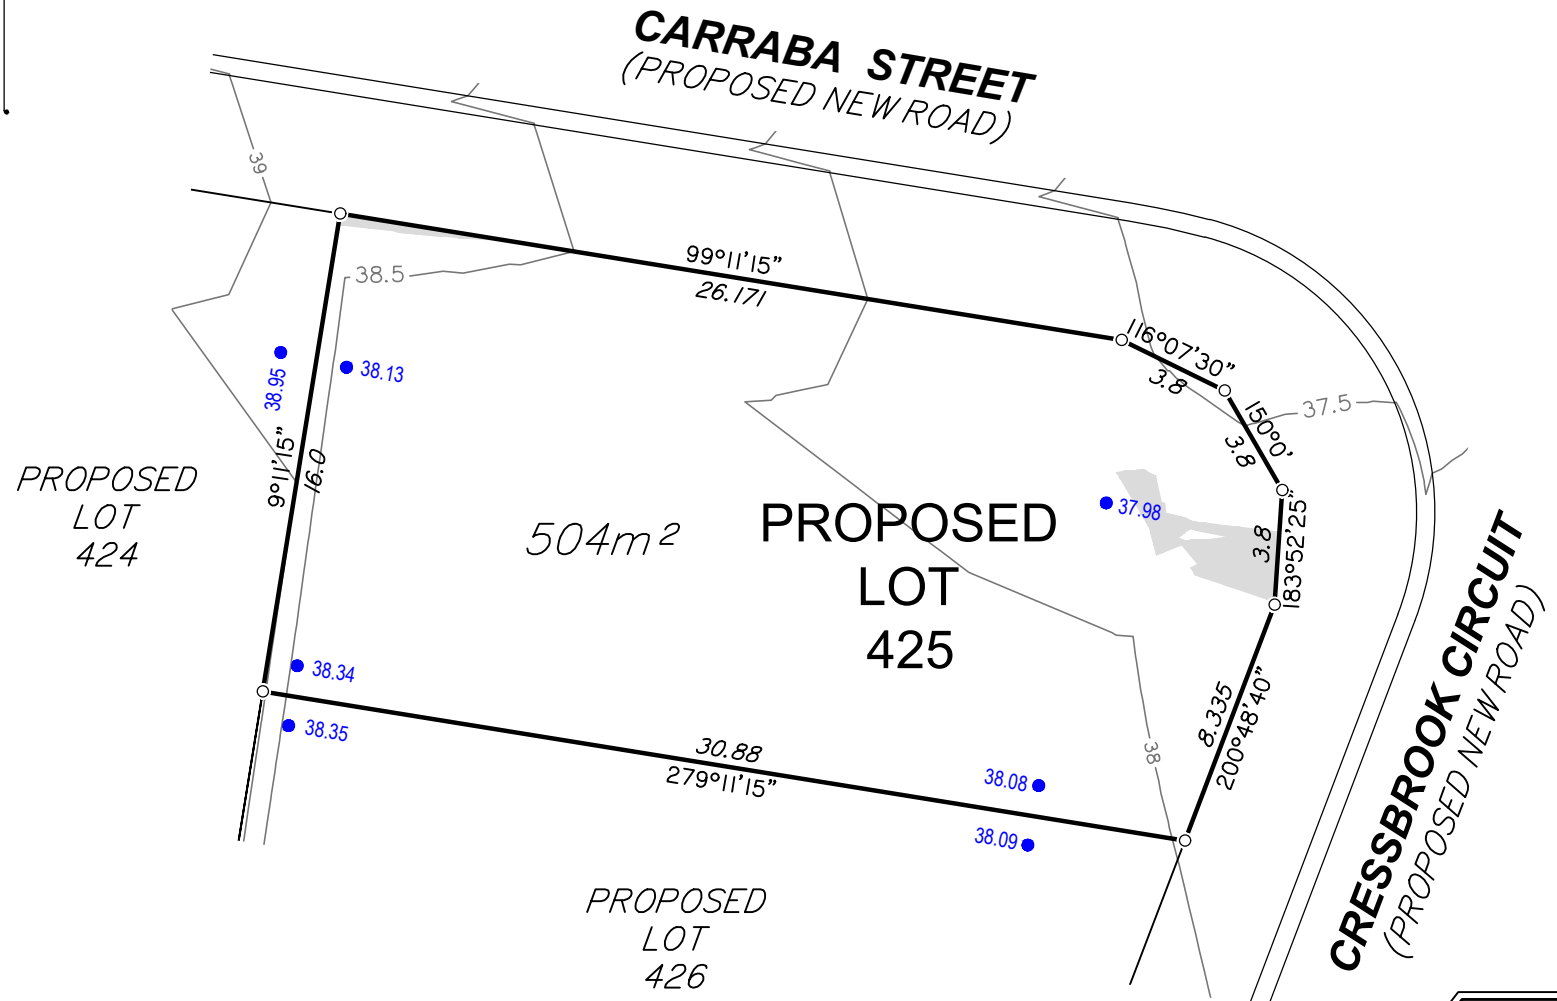 CARRABA STREET
(PROPOSED NEW ROAD)
39
38.5
99°11'15"
26.171
116°07'30"
3.8
150°0'
3.8
37.5
38.95
38.13
9°11'15"
16.0
PROPOSED
LOT
424
504m²
PROPOSED
LOT
425
37.98
3.8
183°52'25"
38.34
38.35
30.88
279°11'15"
38.08
38.09
38
8.335
200°48'40"
CRESSBROOK CIRCUIT
(PROPOSED NEW ROAD)
PROPOSED
LOT
426